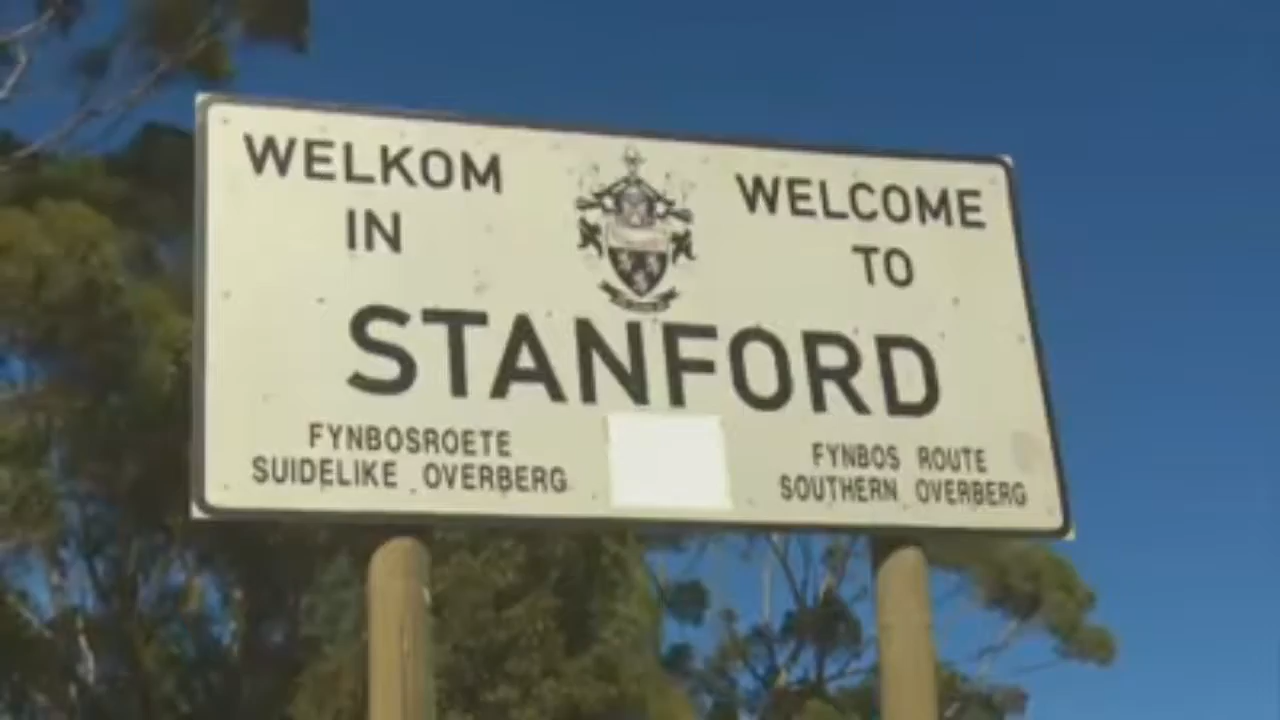 WELKOM
IN
WELCOME
TO
STANFORD
FYNBOSROETE
SUIDELIKE OVERBERG
FYNBOS ROUTE
SOUTHERN OVERBERG